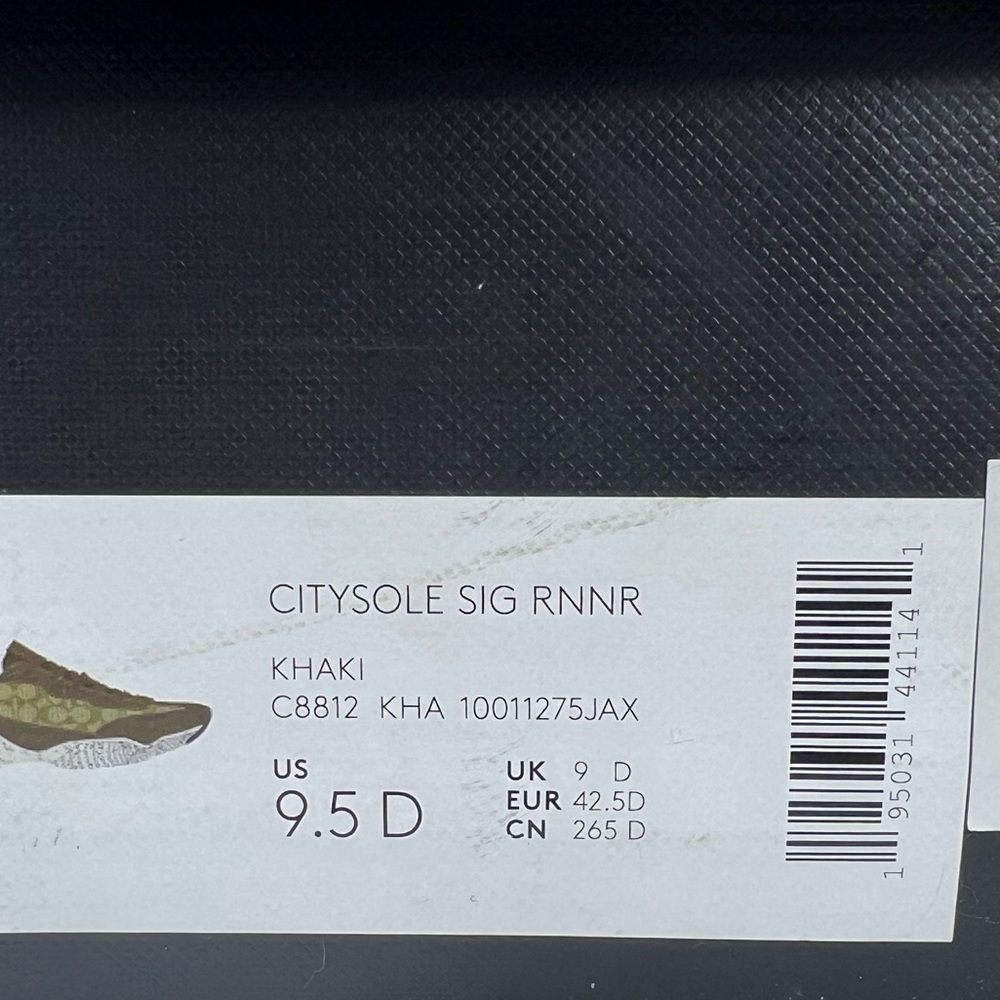 CITYSOLE SIG RNNR
KHAKI
C8812 KHA 10011275JAX
US
9.5 D
UK 9 D
EUR 42.5D
CN 265 D
1 95031 44114 1